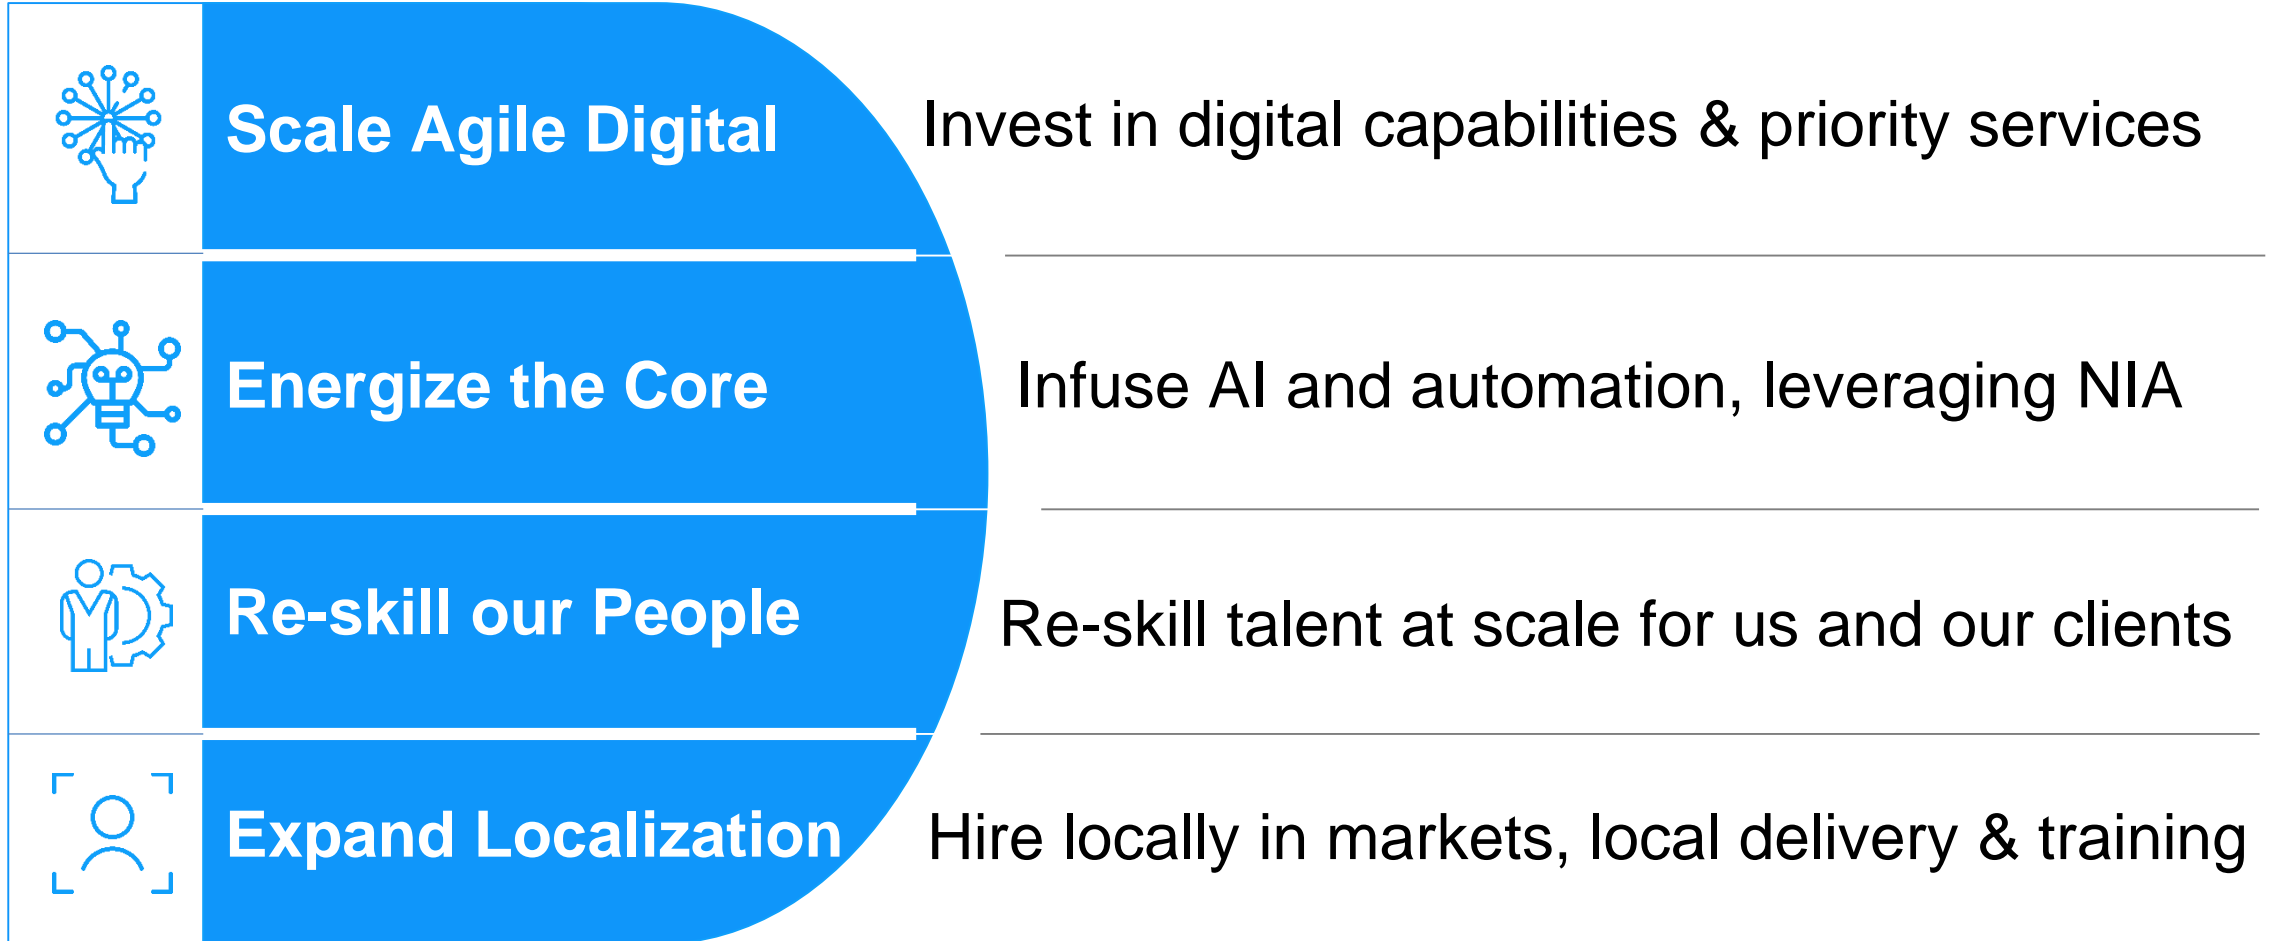 Scale Agile Digital
Invest in digital capabilities & priority services
Energize the Core
Infuse AI and automation, leveraging NIA
Re-skill our People
Re-skill talent at scale for us and our clients
Expand Localization
Hire locally in markets, local delivery & training